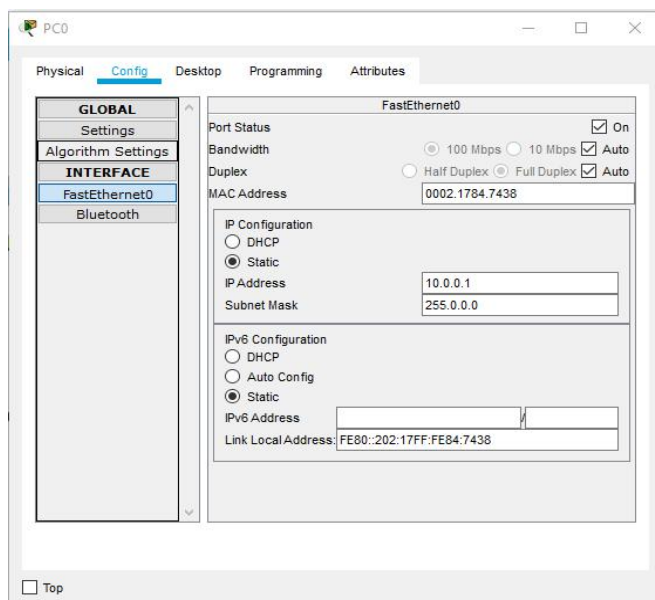 PC0
Physical Config Desktop Programming Attributes
GLOBAL
Settings
Algorithm Settings
INTERFACE
FastEthernet0
Bluetooth
FastEthernet0
Port Status On
Bandwidth 100 Mbps 10 Mbps Auto
Duplex Half Duplex Full Duplex Auto
MAC Address 0002.1784.7438
IP Configuration
DHCP
Static
IP Address 10.0.0.1
Subnet Mask 255.0.0.0
IPv6 Configuration
DHCP
Auto Config
Static
IPv6 Address /
Link Local Address: FE80::202:17FF:FE84:7438
Top